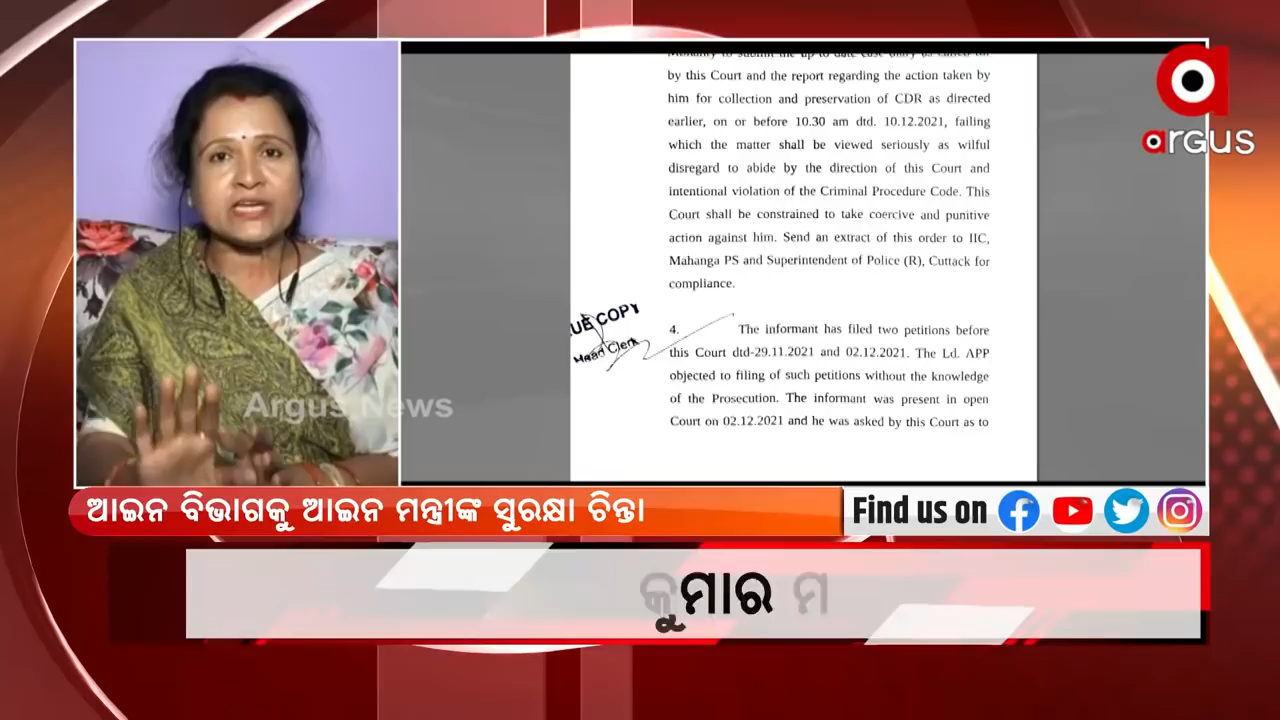 by this Court and the report regarding the action taken by
him for collection and preservation of CDR as directed
earlier, on or before 10.30 am dtd. 10.12.2021, failing
which the matter shall be viewed seriously as wilful
disregard to abide by the direction of this Court and
intentional violation of the Criminal Procedure Code. This
Court shall be constrained to take coercive and punitive
action against him. Send an extract of this order to IIC,
Mahanga PS and Superintendent of Police (R), Cuttack for
compliance.
UE COPY
Head Clerk
4. The informant has filed two petitions before
this Court dtd-29.11.2021 and 02.12.2021. The Ld. APP
objected to filing of such petitions without the knowledge
of the Prosecution. The informant was present in open
Court on 02.12.2021 and he was asked by this Court as to
argus
Argus News
ଆଇନ ବିଭାଗକୁ ଆଇନ ମନ୍ତ୍ରୀଙ୍କ ସୁରକ୍ଷା ଚିନ୍ତା
Find us on
କୁମାର ମ